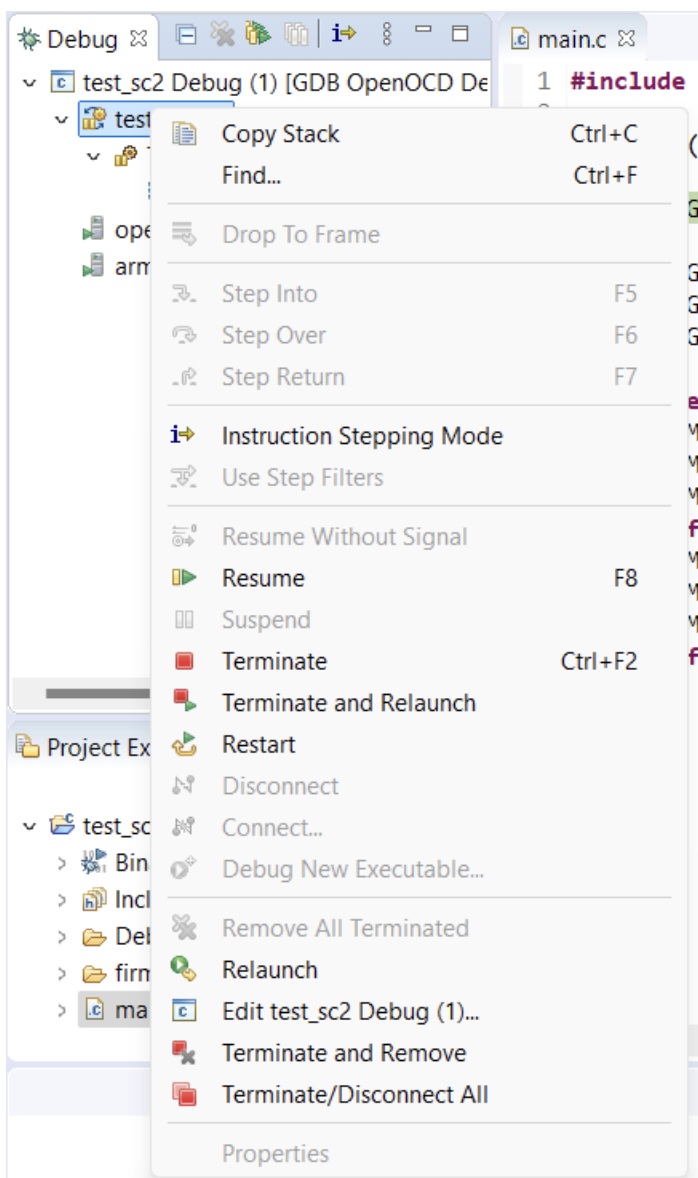 Debug
main.c
test_sc2 Debug (1) [GDB OpenOCD De
1 #include
test
Copy Stack Ctrl+C
Find... Ctrl+F
ope
Drop To Frame
arm
Step Into F5
Step Over F6
Step Return F7
Instruction Stepping Mode
Use Step Filters
Resume Without Signal
Resume F8
Suspend
Terminate Ctrl+F2
Terminate and Relaunch
Project Ex
Restart
Disconnect
test_sc
Connect...
Bin
Debug New Executable...
Incl
Deb
Remove All Terminated
firm
Relaunch
ma
Edit test_sc2 Debug (1)...
Terminate and Remove
Terminate/Disconnect All
Properties